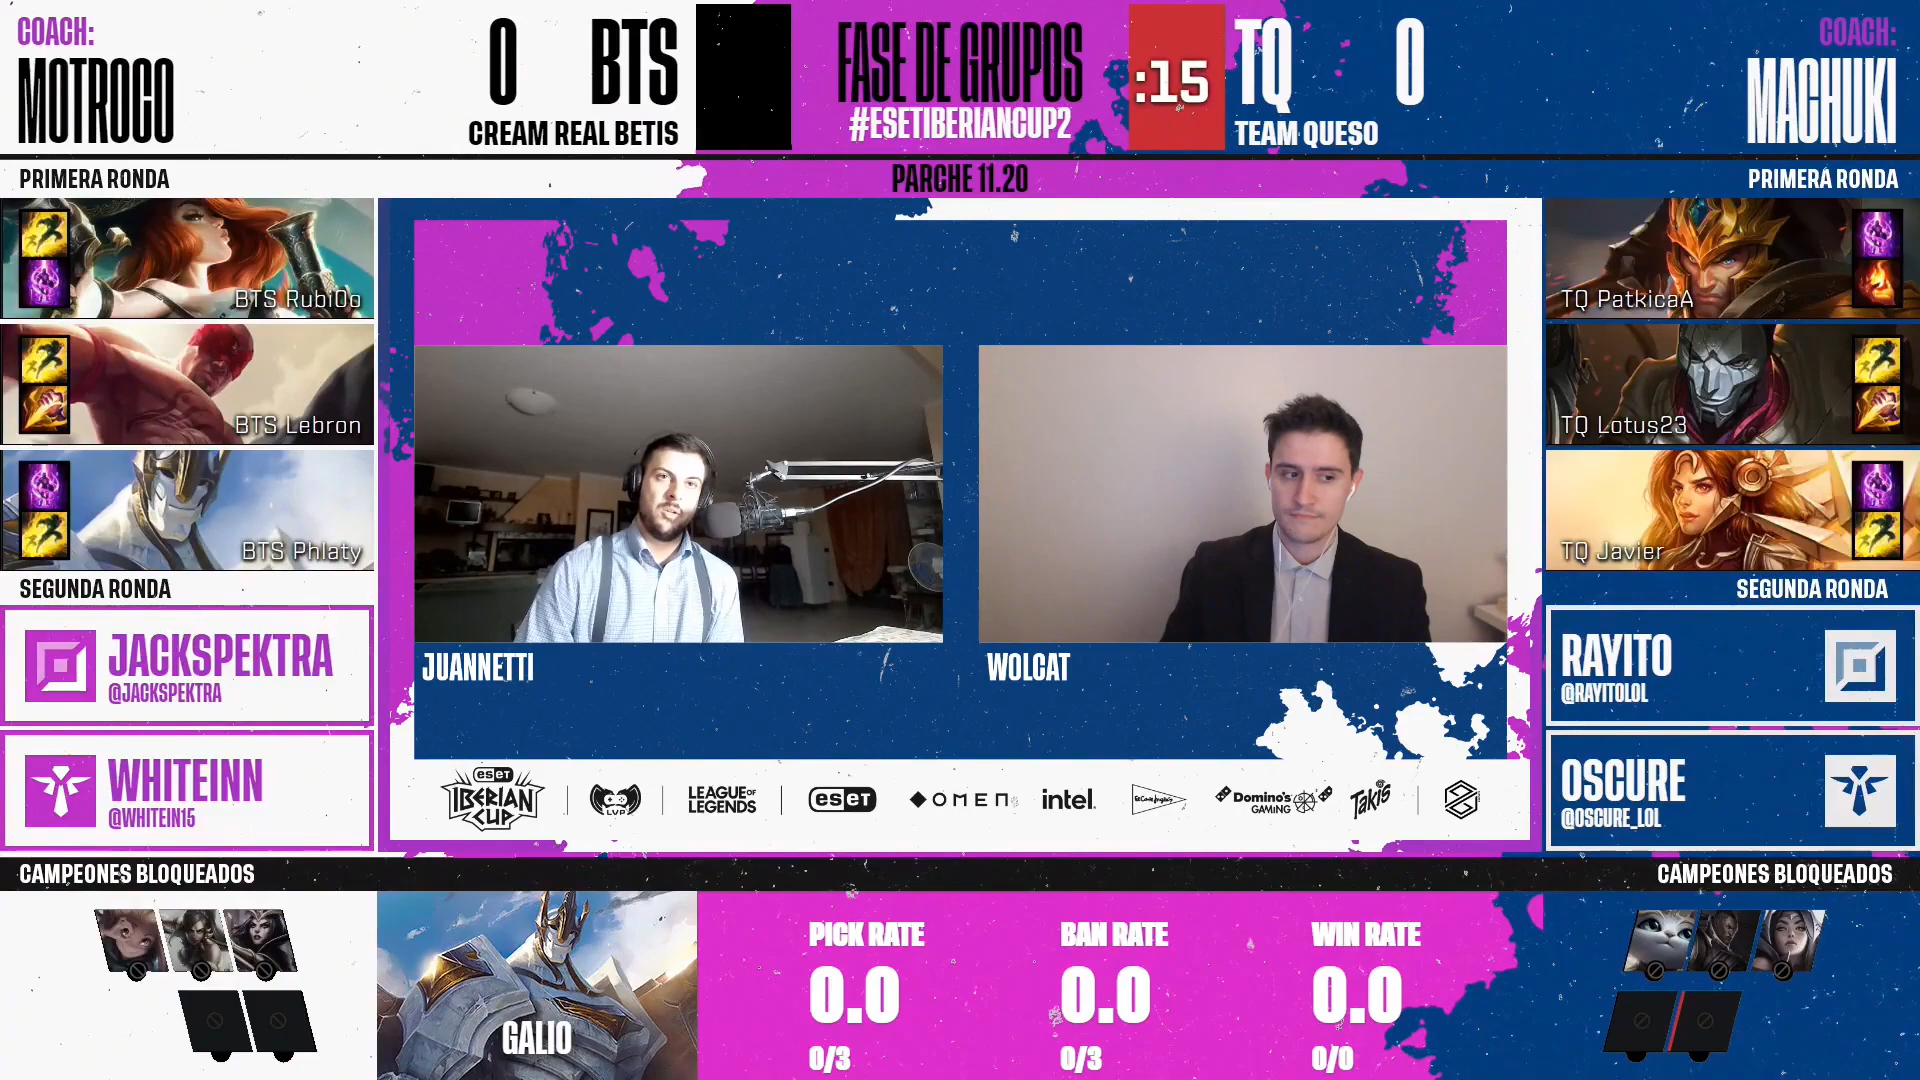 COACH:
MOTROCO
0 BTS
CREAM REAL BETIS
FASE DE GRUPOS
#ESETIBERIANCUP2
:15
TQ 0
TEAM QUESO
COACH:
MACHUKI
PRIMERA RONDA
PARCHE 11.20
PRIMERA RONDA
BTS Rubi0o
BTS Lebron
BTS Phlaty
TQ PatkicaA
TQ Lotus23
TQ Javier
SEGUNDA RONDA
JACKSPEKTRA
@JACKSPEKTRA
WHITEINN
@WHITEIN15
SEGUNDA RONDA
RAYITO
@RAYITOLOL
OSCURE
@OSCURE_LOL
JUANNETTI
WOLCAT
eset IBERIAN CUP
LVP
LEAGUE OF LEGENDS
eset
OMEN
intel.
El Corte Inglés
Domino's GAMING
TAKIS
CAMPEONES BLOQUEADOS
CAMPEONES BLOQUEADOS
GALIO
PICK RATE
0.0
0/3
BAN RATE
0.0
0/3
WIN RATE
0.0
0/0